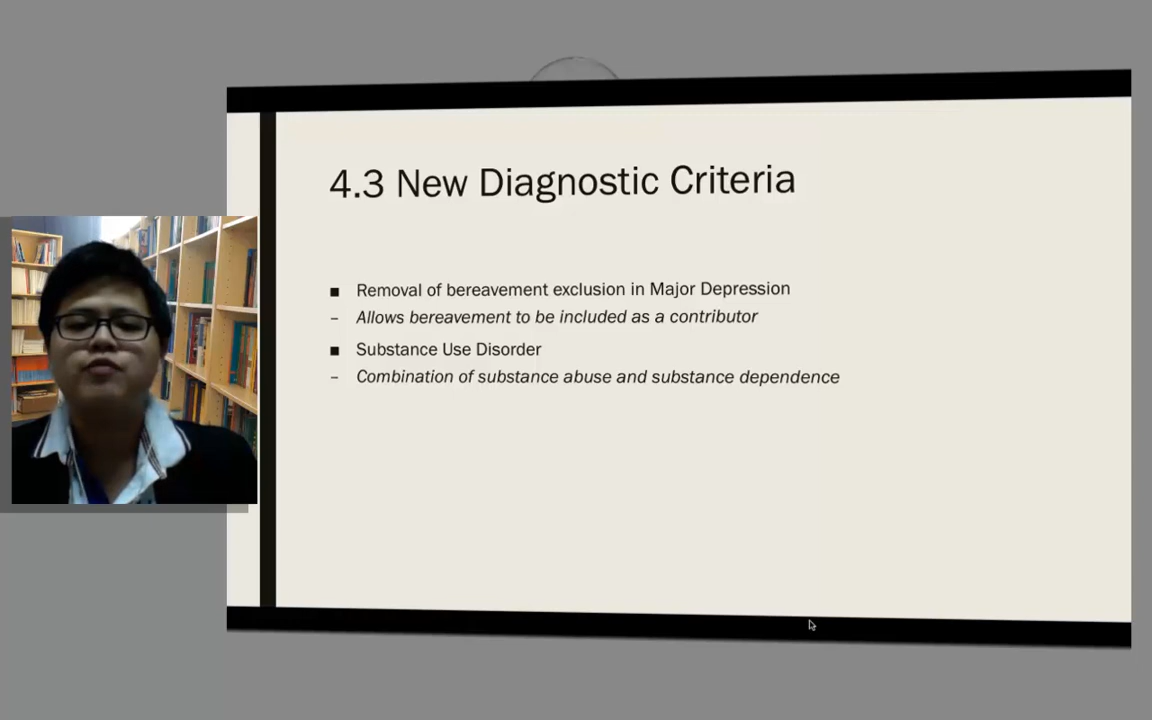 4.3 New Diagnostic Criteria
■ Removal of bereavement exclusion in Major Depression
– Allows bereavement to be included as a contributor
■ Substance Use Disorder
– Combination of substance abuse and substance dependence